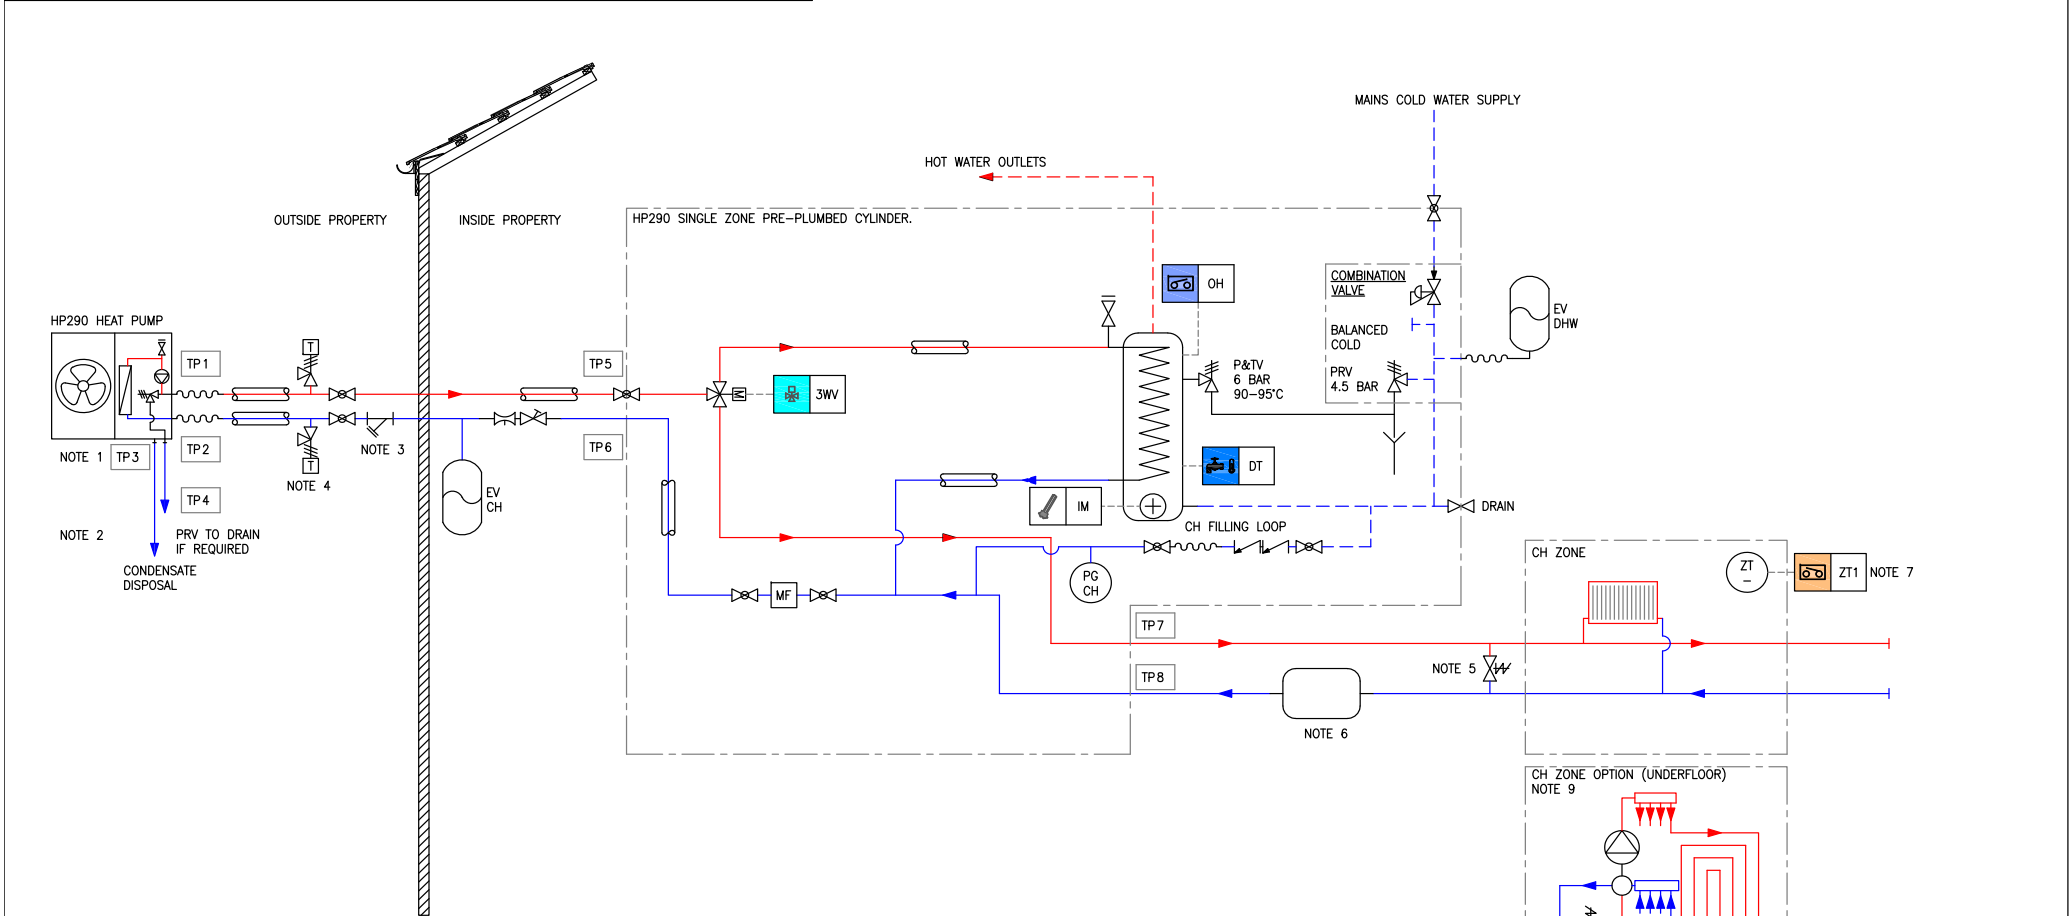 MAINS COLD WATER SUPPLY
HOT WATER OUTLETS
OUTSIDE PROPERTY
INSIDE PROPERTY
HP290 SINGLE ZONE PRE-PLUMBED CYLINDER.
OH
COMBINATION
VALVE
EV
DHW
HP290 HEAT PUMP
BALANCED
COLD
T
TP1
TP5
P&TV
6 BAR
90-95°C
PRV
4.5 BAR
M
3WV
NOTE 3
TP2
TP6
NOTE 1
TP3
T
NOTE 4
DT
EV
CH
TP4
IM
DRAIN
NOTE 2
PRV TO DRAIN
IF REQUIRED
CH FILLING LOOP
CONDENSATE
DISPOSAL
PG
CH
MF
CH ZONE
ZT
-
ZT1
NOTE 7
TP7
NOTE 5
TP8
NOTE 6
CH ZONE OPTION (UNDERFLOOR)
NOTE 9